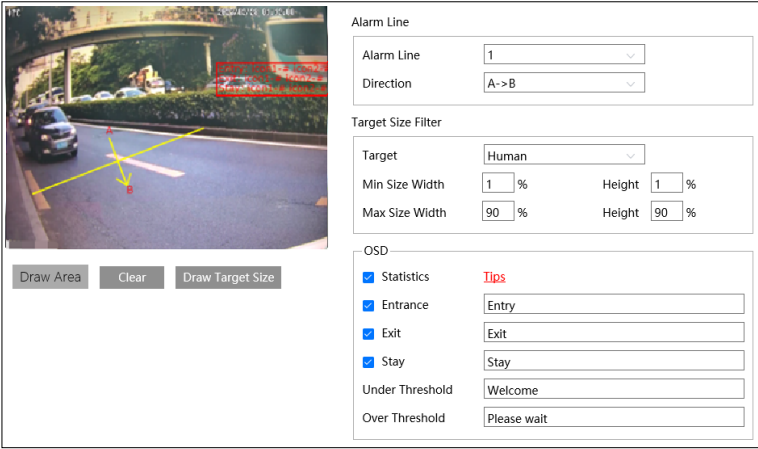 IPC
Alarm Line
Alarm Line 1
Direction A->B
Target Size Filter
Target Human
Min Size Width 1 % Height 1 %
Max Size Width 90 % Height 90 %
A
B
Draw Area Clear Draw Target Size
OSD
Statistics Tips
Entrance Entry
Exit Exit
Stay Stay
Under Threshold Welcome
Over Threshold Please wait